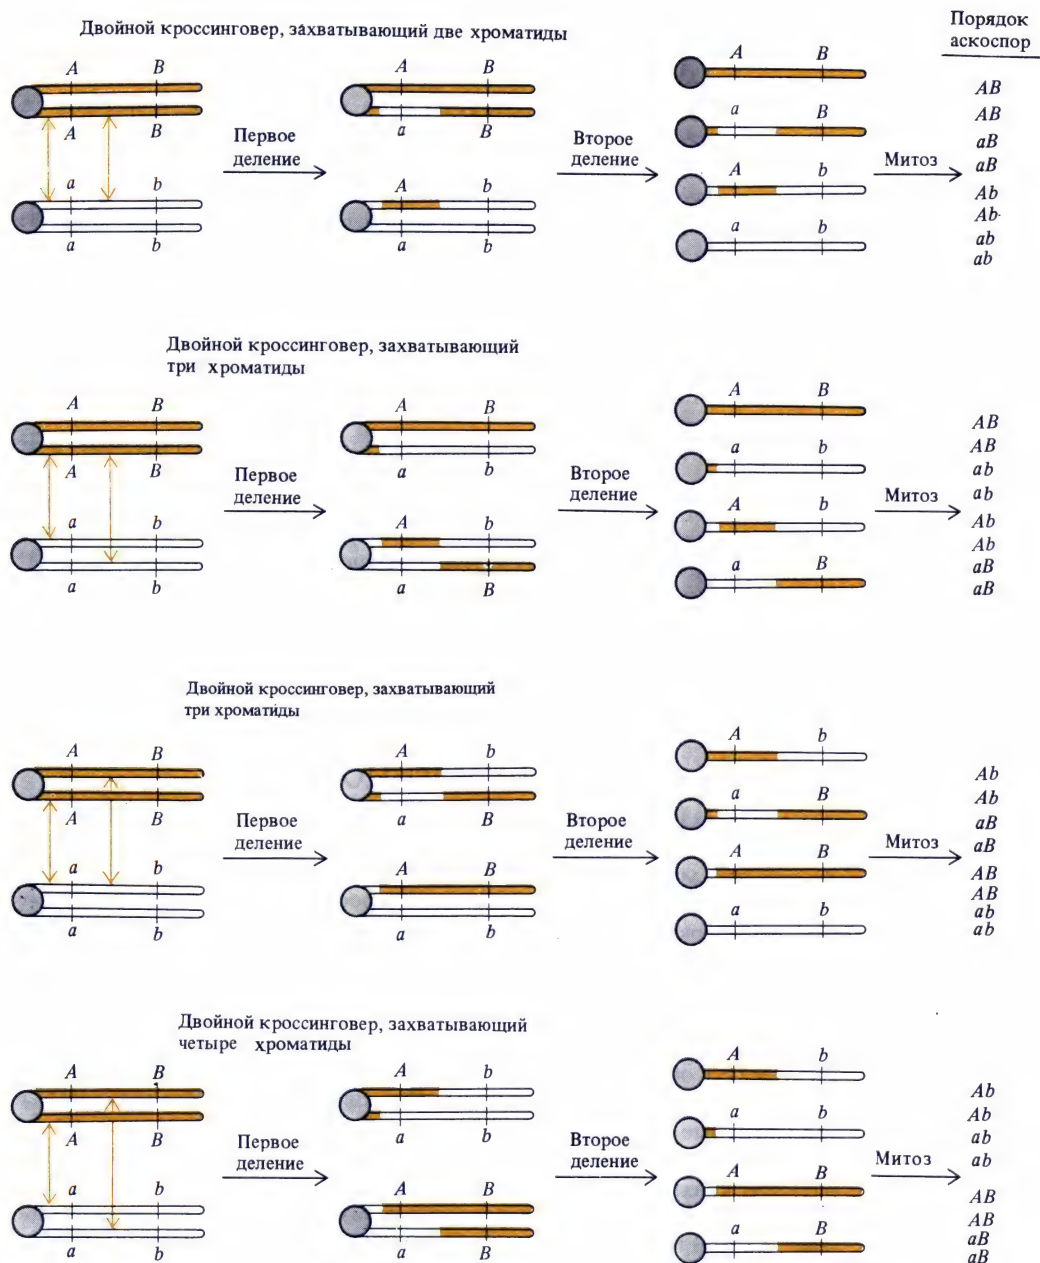 Порядок
аскоспор
Двойной кроссинговер, захватывающий две хроматиды
A B
A B
a b
a b
Первое
деление
A B
a B
A b
a b
Второе
деление
A B
a B
A b
a b
Митоз
AB
AB
aB
aB
Ab
Ab
ab
ab
Двойной кроссинговер, захватывающий
три хроматиды
A B
A B
a b
a b
Первое
деление
A B
a b
A b
a B
Второе
деление
A B
a b
A b
a B
Митоз
AB
AB
ab
ab
Ab
Ab
aB
aB
Двойной кроссинговер, захватывающий
три хроматиды
A B
A B
a b
a b
Первое
деление
A b
a B
A B
a b
Второе
деление
A b
a B
A B
a b
Митоз
Ab
Ab
aB
aB
AB
AB
ab
ab
Двойной кроссинговер, захватывающий
четыре хроматиды
A B
A B
a b
a b
Первое
деление
A b
a b
A B
a B
Второе
деление
A b
a b
A B
a B
Митоз
Ab
Ab
ab
ab
AB
AB
aB
aB